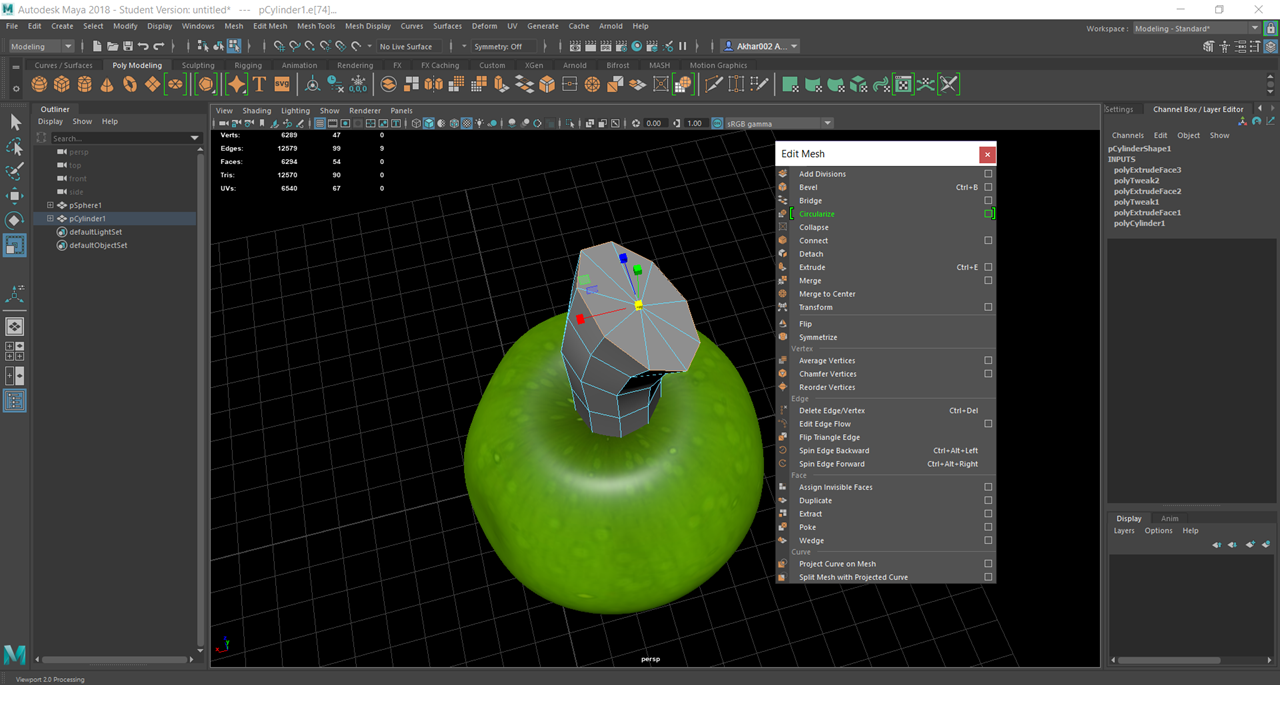 Autodesk Maya 2018 - Student Version: untitled*   ---   pCylinder1.e[74]...
File Edit Create Select Modify Display Windows Mesh Edit Mesh Mesh Tools Mesh Display Curves Surfaces Deform UV Generate Cache Arnold Help
Workspace : Modeling - Standard*
Modeling No Live Surface Symmetry: Off Akhar002 A...
Curves / Surfaces Poly Modeling Sculpting Rigging Animation Rendering FX FX Caching Custom XGen Arnold Bifrost MASH Motion Graphics
T SVG 0,0,0
Outliner
Display Show Help
Search...
persp
top
front
side
pSphere1
pCylinder1
defaultLightSet
defaultObjectSet
View Shading Lighting Show Renderer Panels
0.00 1.00 sRGB gamma
Verts: 6289 47 0
Edges: 12579 99 9
Faces: 6294 54 0
Tris: 12570 90 0
UVs: 6540 67 0
persp
Edit Mesh
Add Divisions
Bevel Ctrl+B
Bridge
Circularize
Collapse
Connect
Detach
Extrude Ctrl+E
Merge
Merge to Center
Transform
Flip
Symmetrize
Vertex
Average Vertices
Chamfer Vertices
Reorder Vertices
Edge
Delete Edge/Vertex Ctrl+Del
Edit Edge Flow
Flip Triangle Edge
Spin Edge Backward Ctrl+Alt+Left
Spin Edge Forward Ctrl+Alt+Right
Face
Assign Invisible Faces
Duplicate
Extract
Poke
Wedge
Curve
Project Curve on Mesh
Split Mesh with Projected Curve
Settings Channel Box / Layer Editor
Channels Edit Object Show
pCylinderShape1
INPUTS
polyExtrudeFace3
polyTweak2
polyExtrudeFace2
polyTweak1
polyExtrudeFace1
polyCylinder1
Display Anim
Layers Options Help
Viewport 2.0 Processing